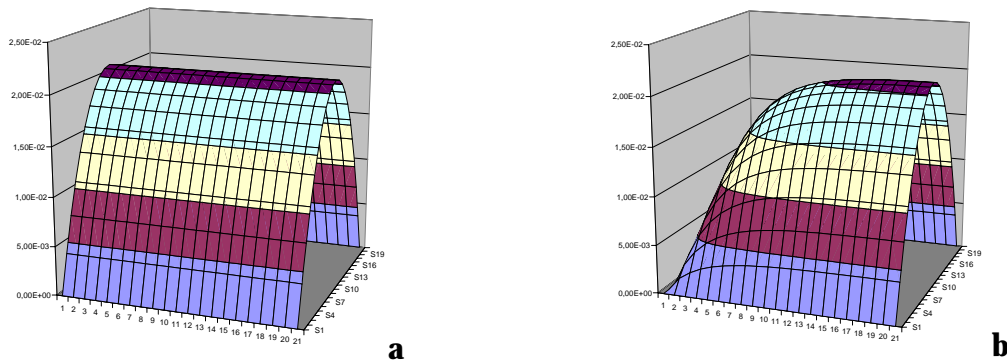 2,50E-02
2,00E-02
1,50E-02
1,00E-02
5,00E-03
0,00E+00
1 2 3 4 5 6 7 8 9 10 11 12 13 14 15 16 17 18 19 20 21
S1
S4
S7
S10
S13
S16
S19
a
2,50E-02
2,00E-02
1,50E-02
1,00E-02
5,00E-03
0,00E+00
1 2 3 4 5 6 7 8 9 10 11 12 13 14 15 16 17 18 19 20 21
S1
S4
S7
S10
S13
S16
S19
b